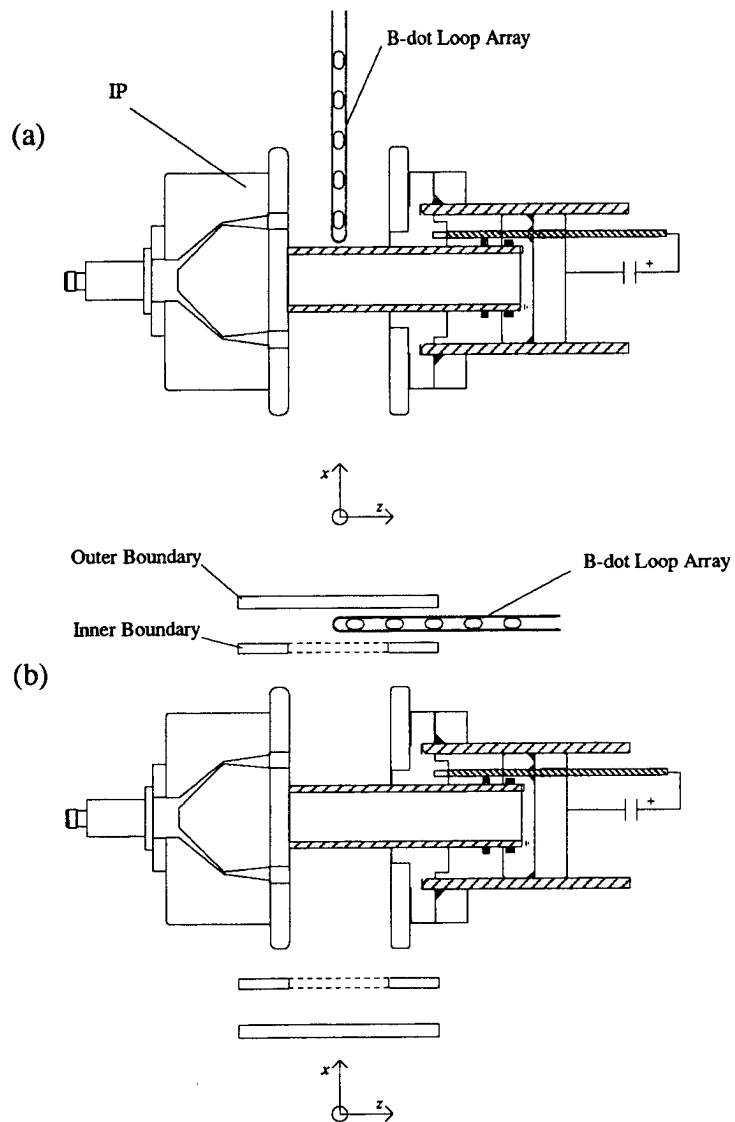 B-dot Loop Array
IP
(a)
+
x
z
Outer Boundary
B-dot Loop Array
Inner Boundary
(b)
+
x
z